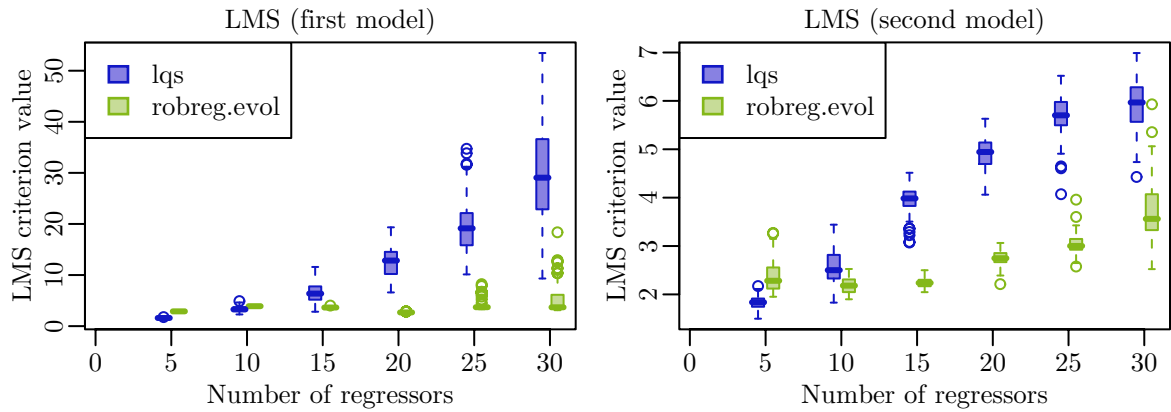 LMS (first model)
LMS criterion value
50
40
30
20
10
0
lqs
robreg.evol
0 5 10 15 20 25 30
Number of regressors
LMS (second model)
LMS criterion value
7
6
5
4
3
2
lqs
robreg.evol
0 5 10 15 20 25 30
Number of regressors